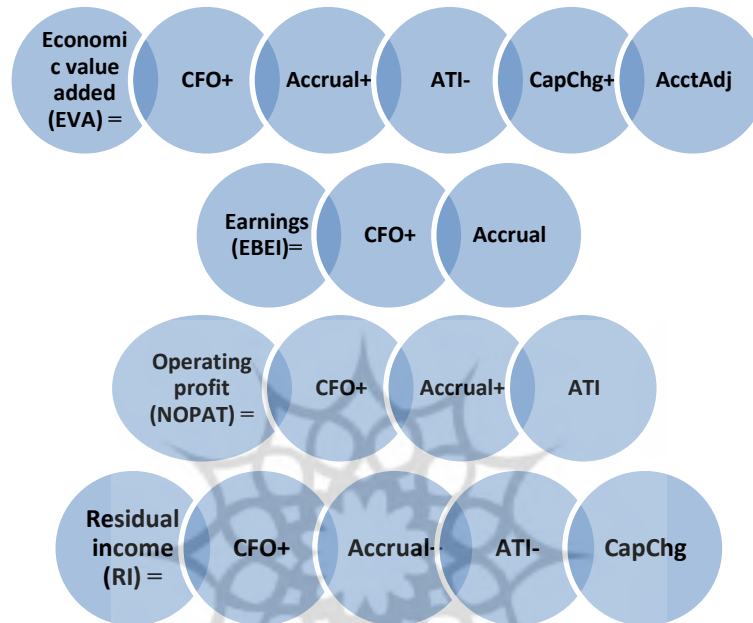 Economi
c value
added
(EVA) =
CFO+
Accrual+
ATI-
CapChg+
AcctAdj
Earnings
(EBEI)=
CFO+
Accrual
Operating
profit
(NOPAT) =
CFO+
Accrual+
ATI
Residual
income
(RI) =
CFO+
Accrual+
ATI-
CapChg